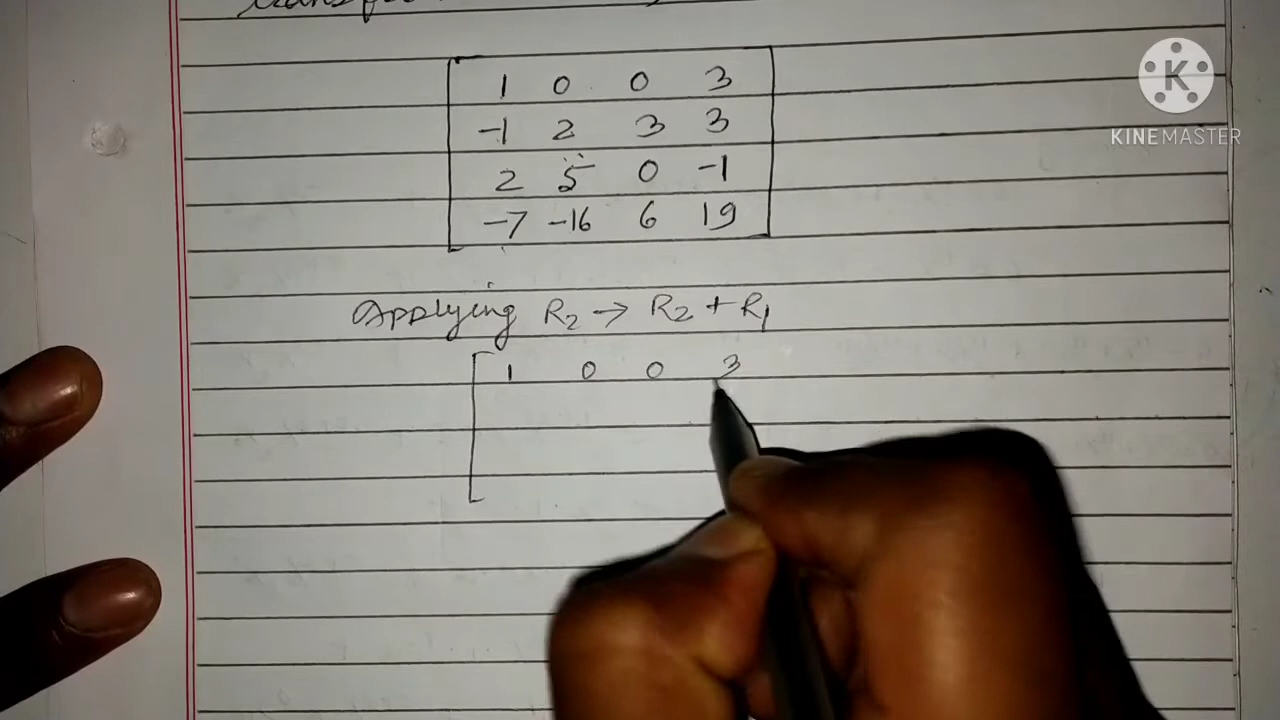 1 0 0 3
-1 2 3 3
2 5 0 -1
-7 -16 6 19
Applying R2 → R2 + R1
1 0 0 3
K
KINEMASTER